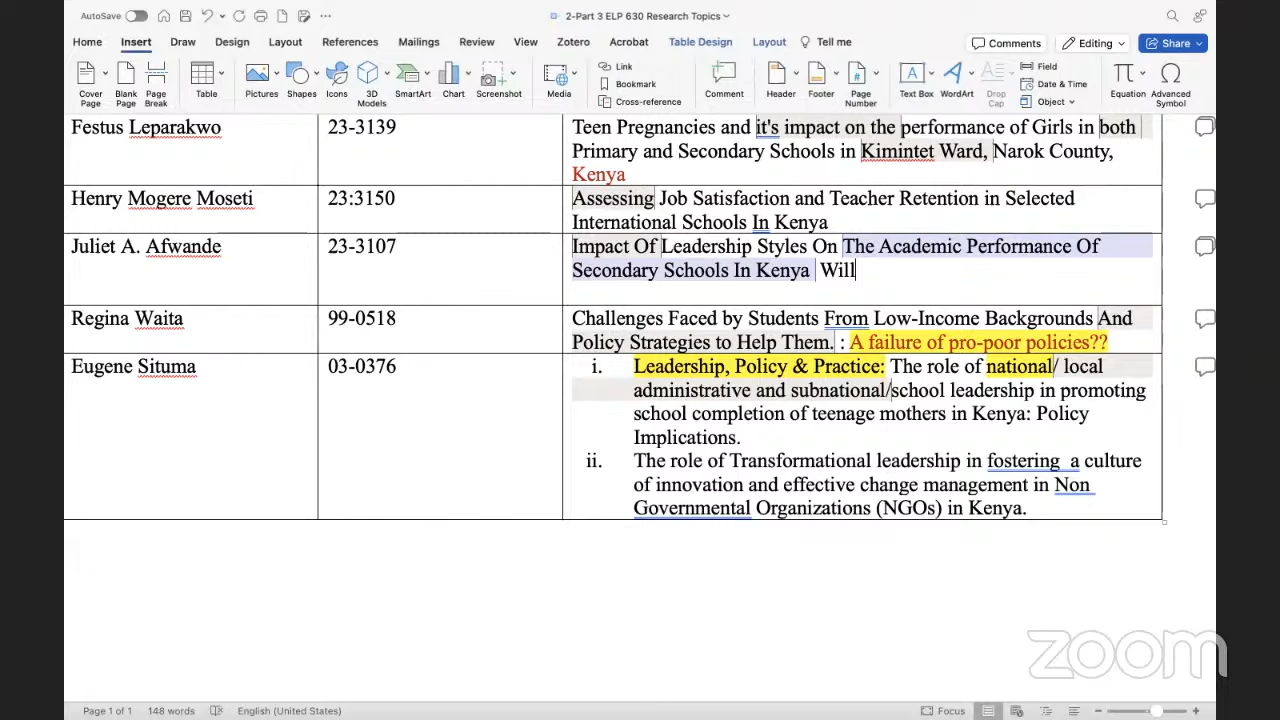 AutoSave 2-Part 3 ELP 630 Research Topics
Home Insert Draw Design Layout References Mailings Review View Zotero Acrobat Table Design Layout Tell me Comments Editing Share
Cover Page Blank Page Page Break Table Pictures Shapes Icons 3D Models SmartArt Chart Screenshot Media Link Bookmark Cross-reference Comment Header Footer Page Number Text Box WordArt Drop Cap Field Date & Time Object Equation Advanced Symbol
Festus Leparakwo 23-3139 Teen Pregnancies and it's impact on the performance of Girls in both
Primary and Secondary Schools in Kimintet Ward, Narok County,
Kenya
Henry Mogere Moseti 23:3150 Assessing Job Satisfaction and Teacher Retention in Selected
International Schools In Kenya
Juliet A. Afwande 23-3107 Impact Of Leadership Styles On The Academic Performance Of
Secondary Schools In Kenya Will
Regina Waita 99-0518 Challenges Faced by Students From Low-Income Backgrounds And
Policy Strategies to Help Them. : A failure of pro-poor policies??
Eugene Situma 03-0376 i. Leadership, Policy & Practice: The role of national/ local
administrative and subnational/school leadership in promoting
school completion of teenage mothers in Kenya: Policy
Implications.
ii. The role of Transformational leadership in fostering a culture
of innovation and effective change management in Non
Governmental Organizations (NGOs) in Kenya.
zoom
Page 1 of 1 148 words English (United States) Focus